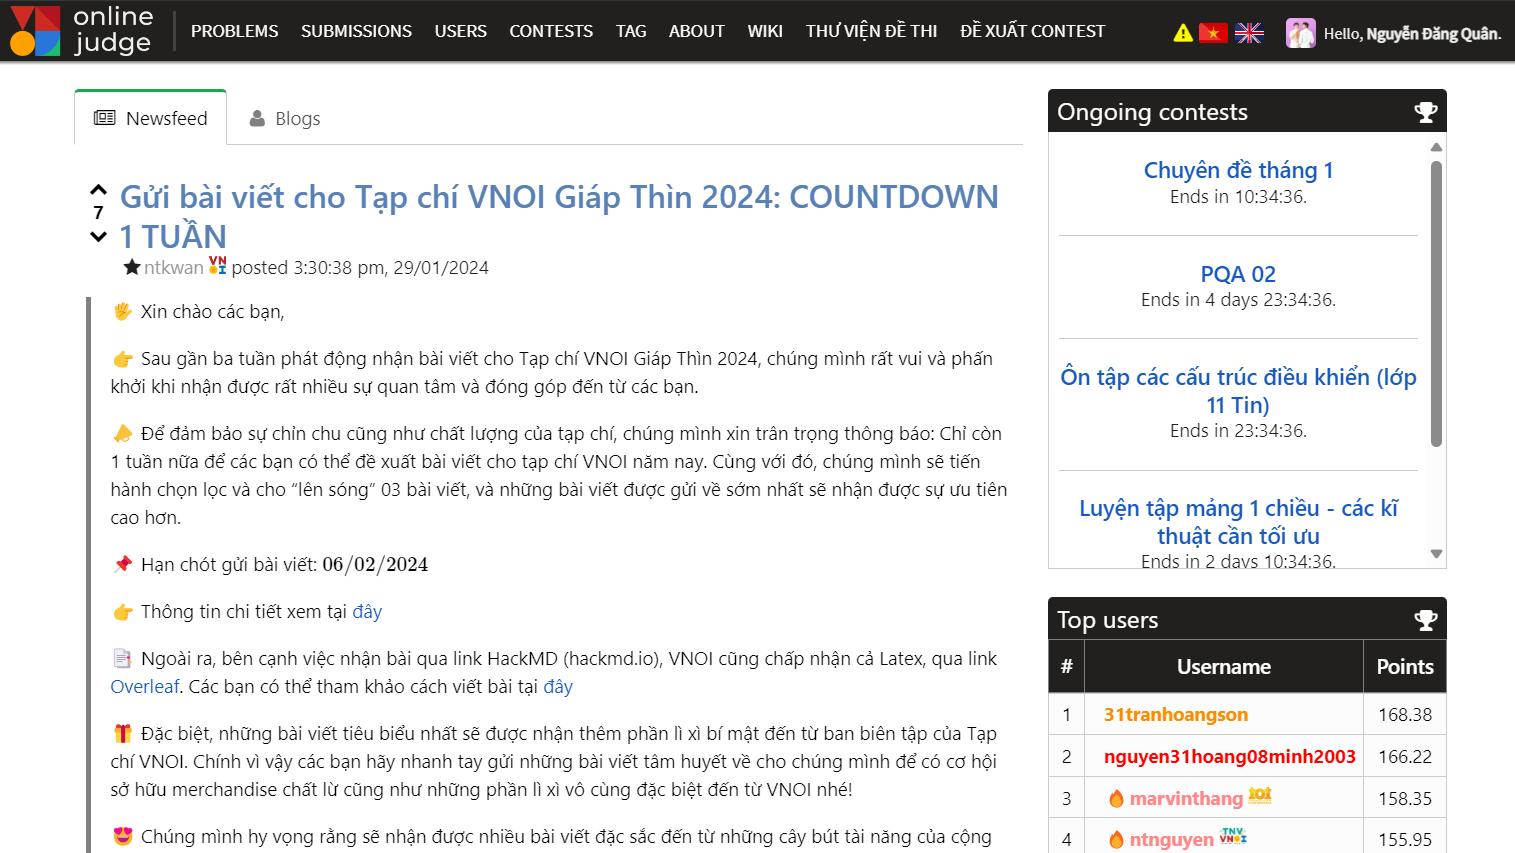 online
judge
PROBLEMS SUBMISSIONS USERS CONTESTS TAG ABOUT WIKI THƯ VIỆN ĐỀ THI ĐỀ XUẤT CONTEST
Hello, Nguyễn Đăng Quân.
Newsfeed
Blogs
7
Gửi bài viết cho Tạp chí VNOI Giáp Thìn 2024: COUNTDOWN
1 TUẦN
ntkwan VNOI posted 3:30:38 pm, 29/01/2024
Xin chào các bạn,
Sau gần ba tuần phát động nhận bài viết cho Tạp chí VNOI Giáp Thìn 2024, chúng mình rất vui và phấn
khởi khi nhận được rất nhiều sự quan tâm và đóng góp đến từ các bạn.
Để đảm bảo sự chỉn chu cũng như chất lượng của tạp chí, chúng mình xin trân trọng thông báo: Chỉ còn
1 tuần nữa để các bạn có thể đề xuất bài viết cho tạp chí VNOI năm nay. Cùng với đó, chúng mình sẽ tiến
hành chọn lọc và cho “lên sóng” 03 bài viết, và những bài viết được gửi về sớm nhất sẽ nhận được sự ưu tiên
cao hơn.
Hạn chót gửi bài viết: 06/02/2024
Thông tin chi tiết xem tại đây
Ngoài ra, bên cạnh việc nhận bài qua link HackMD (hackmd.io), VNOI cũng chấp nhận cả Latex, qua link
Overleaf. Các bạn có thể tham khảo cách viết bài tại đây
Đặc biệt, những bài viết tiêu biểu nhất sẽ được nhận thêm phần lì xì bí mật đến từ ban biên tập của Tạp
chí VNOI. Chính vì vậy các bạn hãy nhanh tay gửi những bài viết tâm huyết về cho chúng mình để có cơ hội
sở hữu merchandise chất lừ cũng như những phần lì xì vô cùng đặc biệt đến từ VNOI nhé!
Chúng mình hy vọng rằng sẽ nhận được nhiều bài viết đặc sắc đến từ những cây bút tài năng của cộng
Ongoing contests
Chuyên đề tháng 1
Ends in 10:34:36.
PQA 02
Ends in 4 days 23:34:36.
Ôn tập các cấu trúc điều khiển (lớp
11 Tin)
Ends in 23:34:36.
Luyện tập mảng 1 chiều - các kĩ
thuật cần tối ưu
Ends in 2 days 10:34:36.
Top users
# Username Points
1 31tranhoangson 168.38
2 nguyen31hoang08minh2003 166.22
3 marvinthang 101 158.35
4 ntnguyen TNV VNOI 155.95